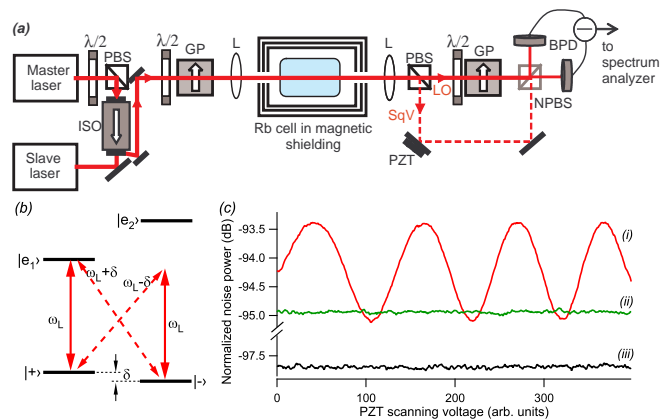 (a)
λ/2
PBS
λ/2
GP
L
L
PBS
λ/2
GP
BPD
to
spectrum
analyzer
Master
laser
ISO
LO
SqV
NPBS
Rb cell in magnetic
shielding
PZT
Slave
laser
(b)
|e₂⟩
|e₁⟩
ω_L+δ
ω_L-δ
ω_L
ω_L
|+⟩
δ
|-⟩
(c)
Normalized noise power (dB)
-93.5
-94.0
-94.5
-95.0
-97.5
(i)
(ii)
(iii)
0
100
200
300
PZT scanning voltage (arb. units)